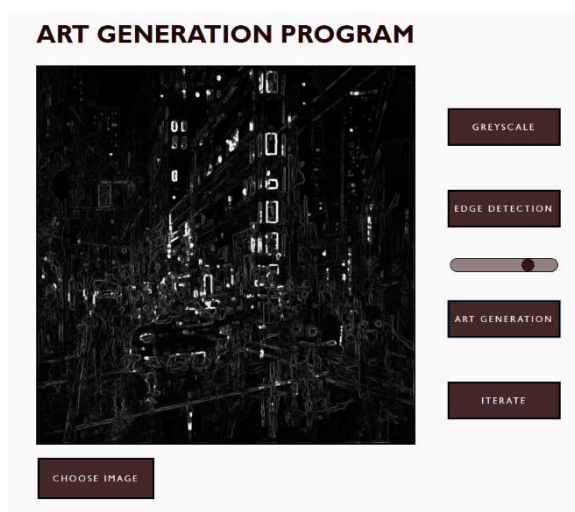 ART GENERATION PROGRAM
GREYSCALE
EDGE DETECTION
ART GENERATION
ITERATE
CHOOSE IMAGE